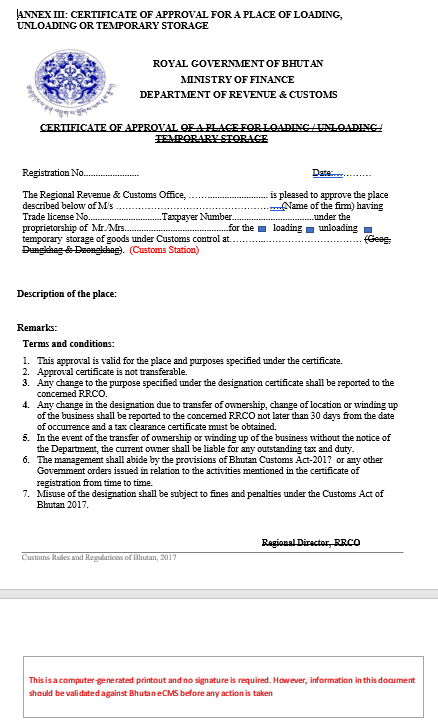 ANNEX III: CERTIFICATE OF APPROVAL FOR A PLACE OF LOADING,
UNLOADING OR TEMPORARY STORAGE
ROYAL GOVERNMENT OF BHUTAN
MINISTRY OF FINANCE
DEPARTMENT OF REVENUE & CUSTOMS
CERTIFICATE OF APPROVAL OF A PLACE FOR LOADING / UNLOADING /
TEMPORARY STORAGE
Registration No....................... Date:..............
The Regional Revenue & Customs Office, ............................ is pleased to approve the place
described below of M/s ..........................................................(Name of the firm) having
Trade license No...............................Taxpayer Number..................................under the
proprietorship of Mr./Mrs...........................................for the loading unloading
temporary storage of goods under Customs control at.......................................... (Geog,
Dungkhag & Dzongkhag). (Customs Station)
Description of the place:
Remarks:
Terms and conditions:
1. This approval is valid for the place and purposes specified under the certificate.
2. Approval certificate is not transferable.
3. Any change to the purpose specified under the designation certificate shall be reported to the
concerned RRCO.
4. Any change in the designation due to transfer of ownership, change of location or winding up
of the business shall be reported to the concerned RRCO not later than 30 days from the date
of occurrence and a tax clearance certificate must be obtained.
5. In the event of the transfer of ownership or winding up of the business without the notice of
the Department, the current owner shall be liable for any outstanding tax and duty.
6. The management shall abide by the provisions of Bhutan Customs Act-201? or any other
Government orders issued in relation to the activities mentioned in the certificate of
registration from time to time.
7. Misuse of the designation shall be subject to fines and penalties under the Customs Act of
Bhutan 2017.
Regional Director, RRCO
Customs Rules and Regulations of Bhutan, 2017
This is a computer-generated printout and no signature is required. However, information in this document
should be validated against Bhutan eCMS before any action is taken